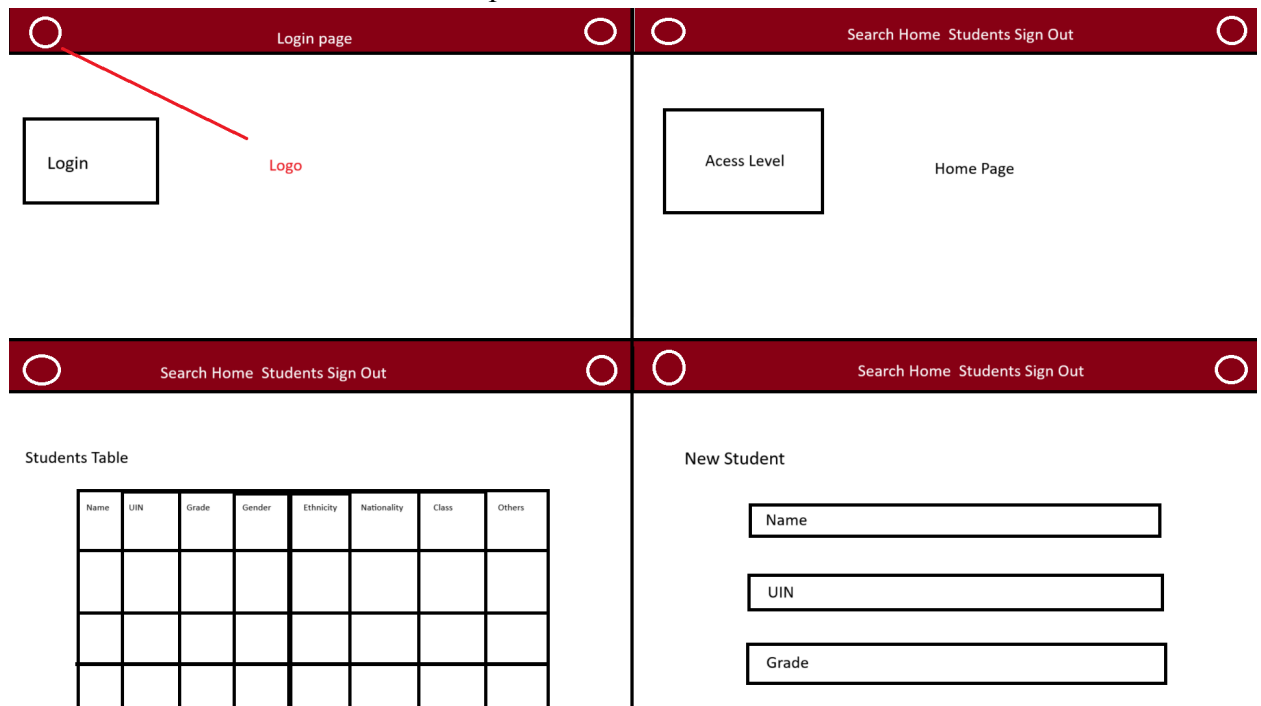 Login page
Login
Logo
Search Home Students Sign Out
Acess Level
Home Page
Search Home Students Sign Out
Students Table
Name UIN Grade Gender Ethnicity Nationality Class Others
Search Home Students Sign Out
New Student
Name
UIN
Grade